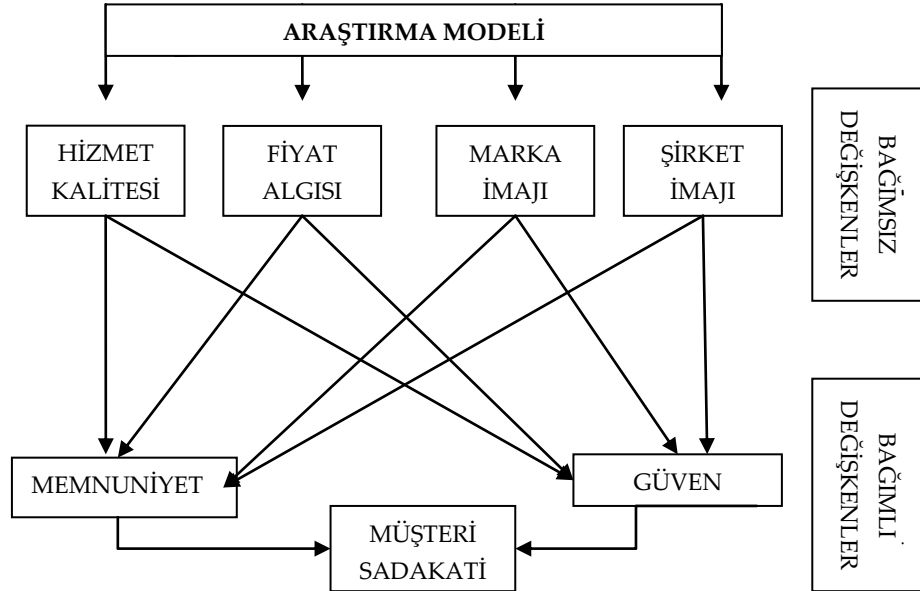 ARAŞTIRMA MODELİ
HİZMET
KALİTESİ
FİYAT
ALGISI
MARKA
İMAJI
ŞİRKET
İMAJI
BAĞIMSIZ
DEĞİŞKENLER
MEMNUNİYET
GÜVEN
MÜŞTERİ
SADAKATİ
BAĞIMLI
DEĞİŞKENLER